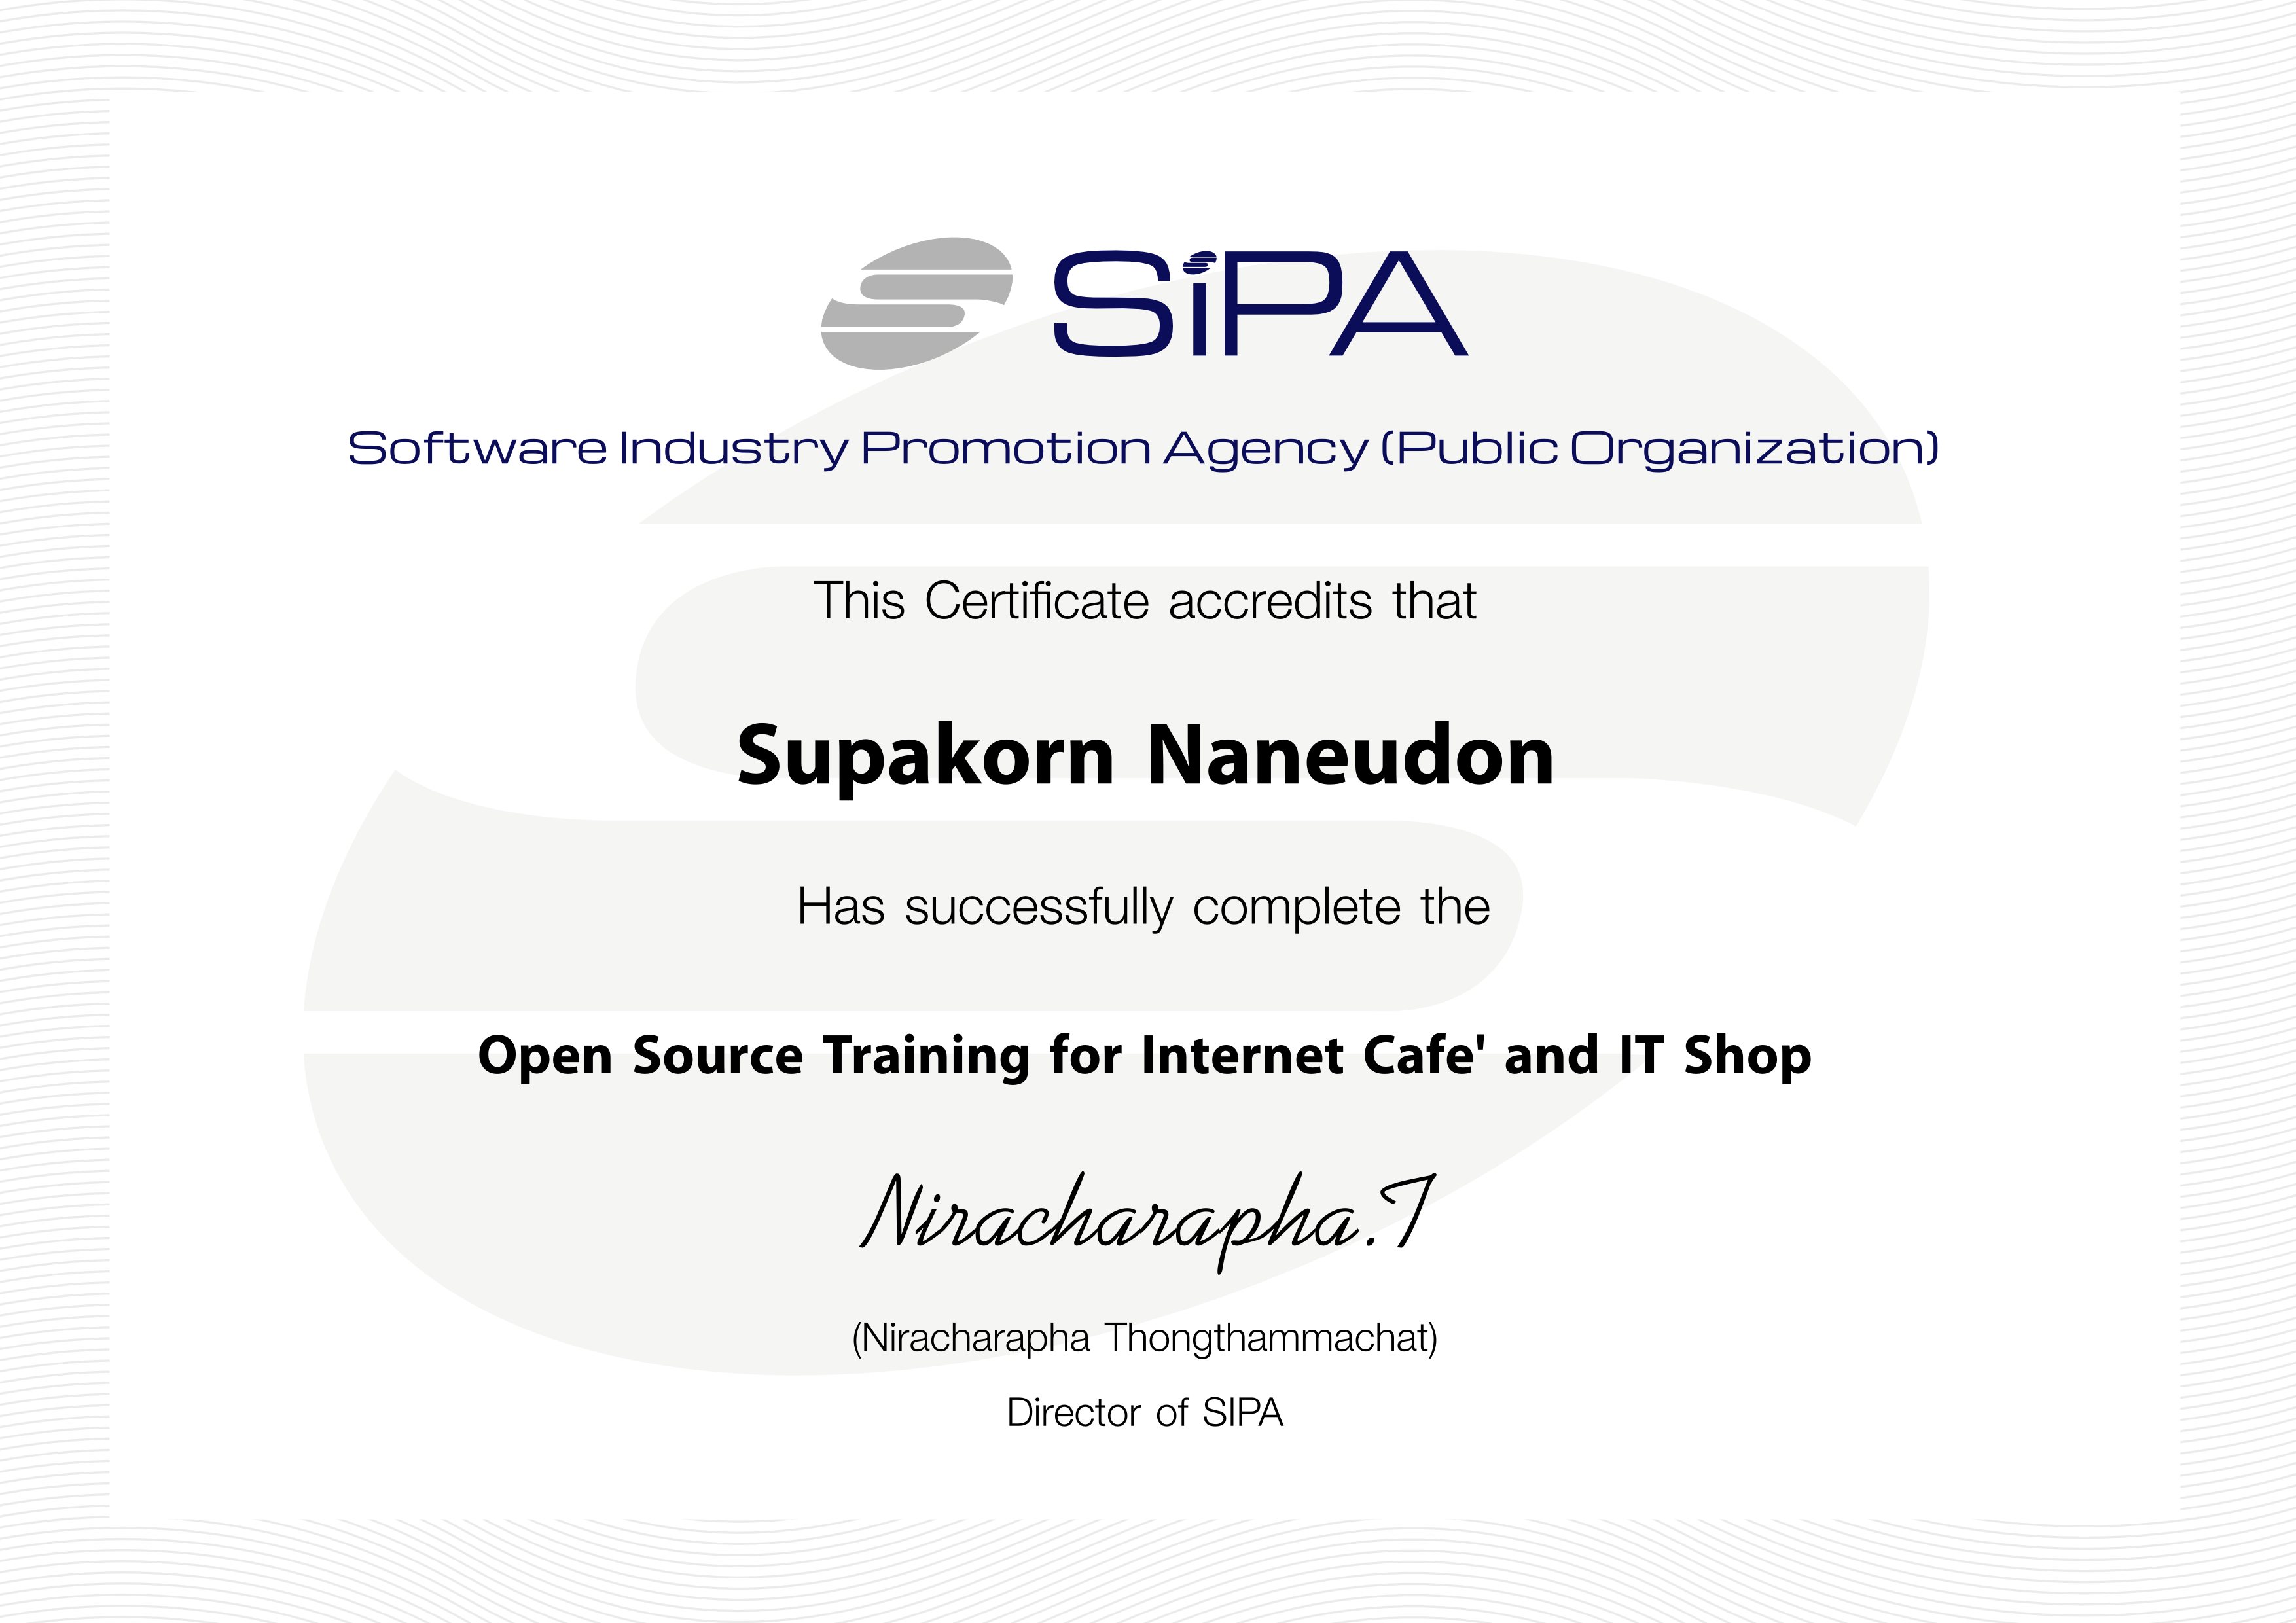 SiPA
Software Industry Promotion Agency (Public Organization)
This Certificate accredits that
Supakorn Naneudon
Has successfully complete the
Open Source Training for Internet Cafe' and IT Shop
Niracharapha.T
(Niracharapha Thongthammachat)
Director of SIPA